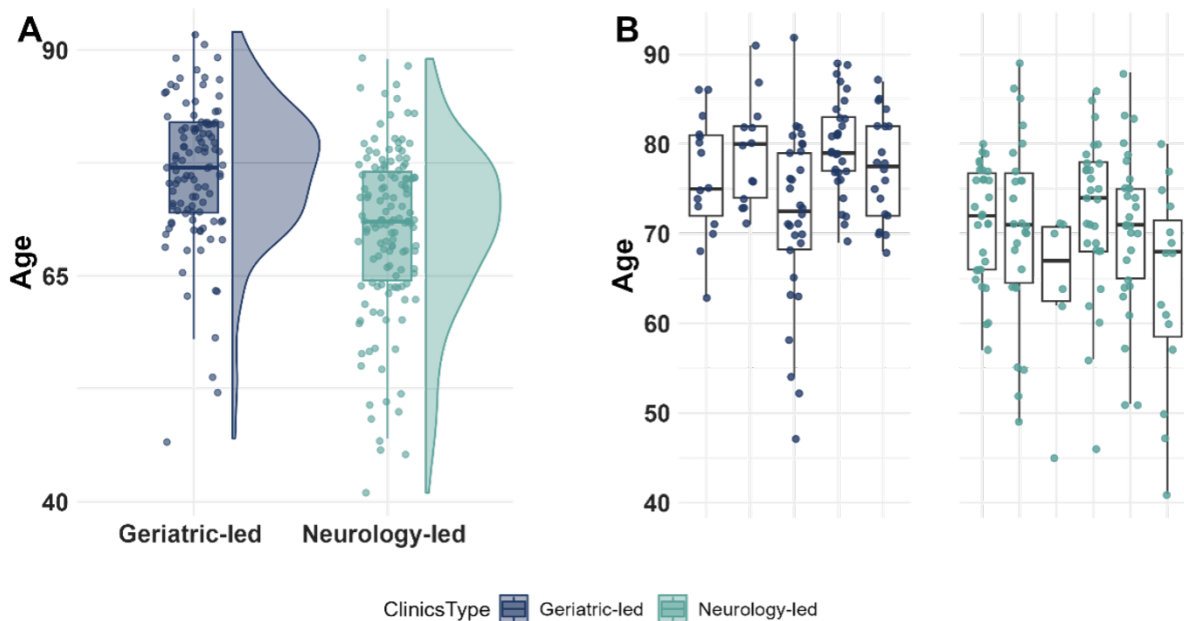 A
90
65
40
Age
Geriatric-led
Neurology-led
B
90
80
70
60
50
40
Age
ClinicsType Geriatric-led Neurology-led